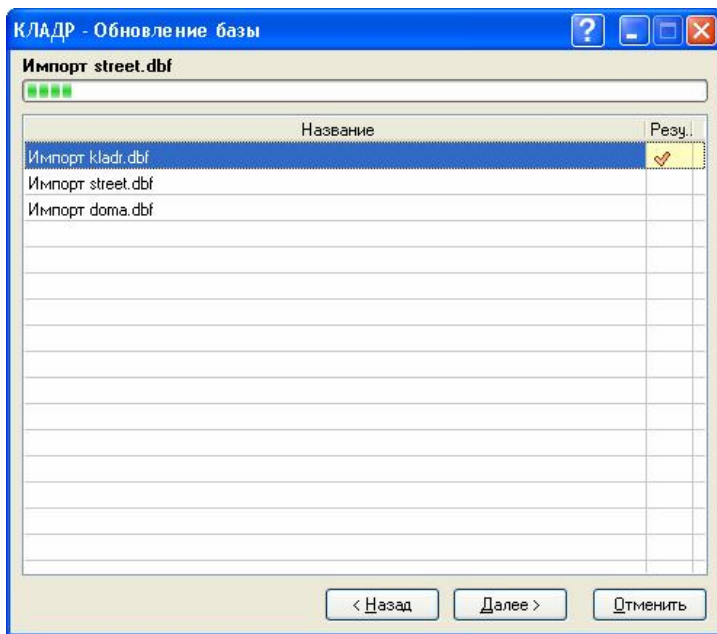 КЛАДР - Обновление базы
Импорт street.dbf
Название Резу..
Импорт kladr.dbf
Импорт street.dbf
Импорт doma.dbf
< Назад Далее > Отменить